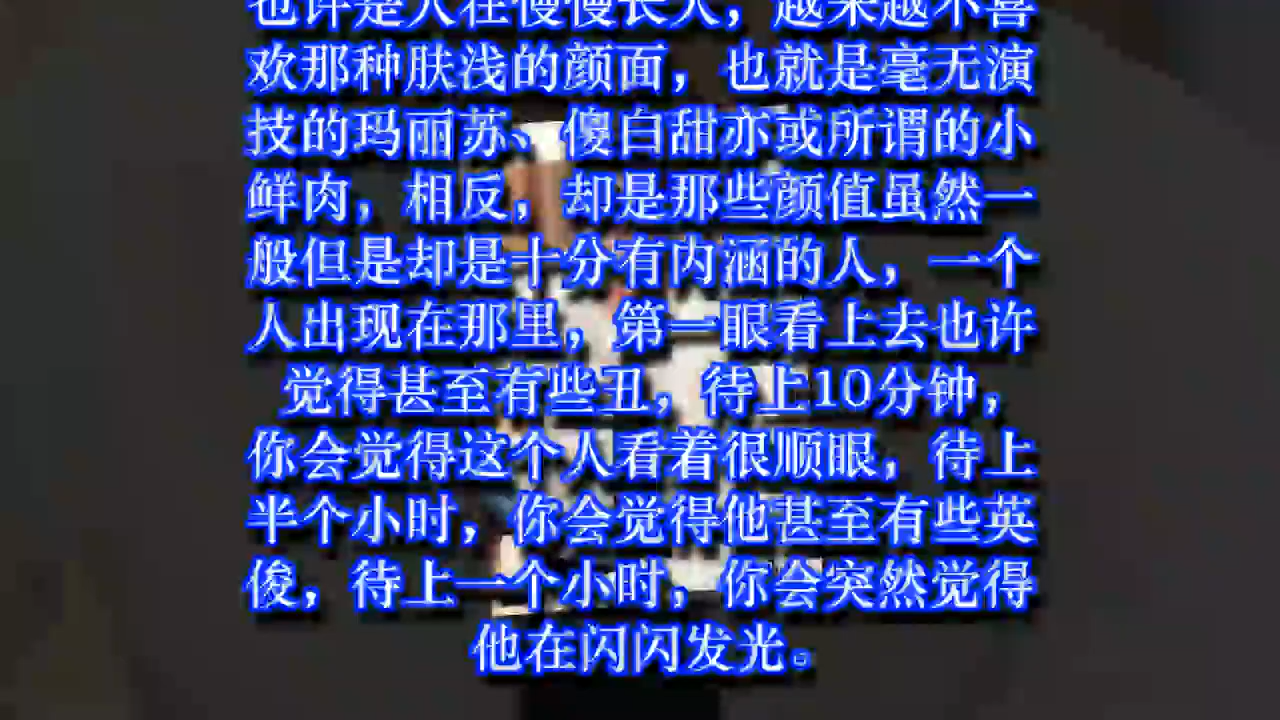 也许是人在慢慢长大，越来越不喜
欢那种肤浅的颜面，也就是毫无演
技的玛丽苏、傻白甜亦或所谓的小
鲜肉，相反，却是那些颜值虽然一
般但是却是十分有内涵的人，一个
人出现在那里，第一眼看上去也许
觉得甚至有些丑，待上10分钟，
你会觉得这个人看着很顺眼，待上
半个小时，你会觉得他甚至有些英
俊，待上一个小时，你会突然觉得
他在闪闪发光。